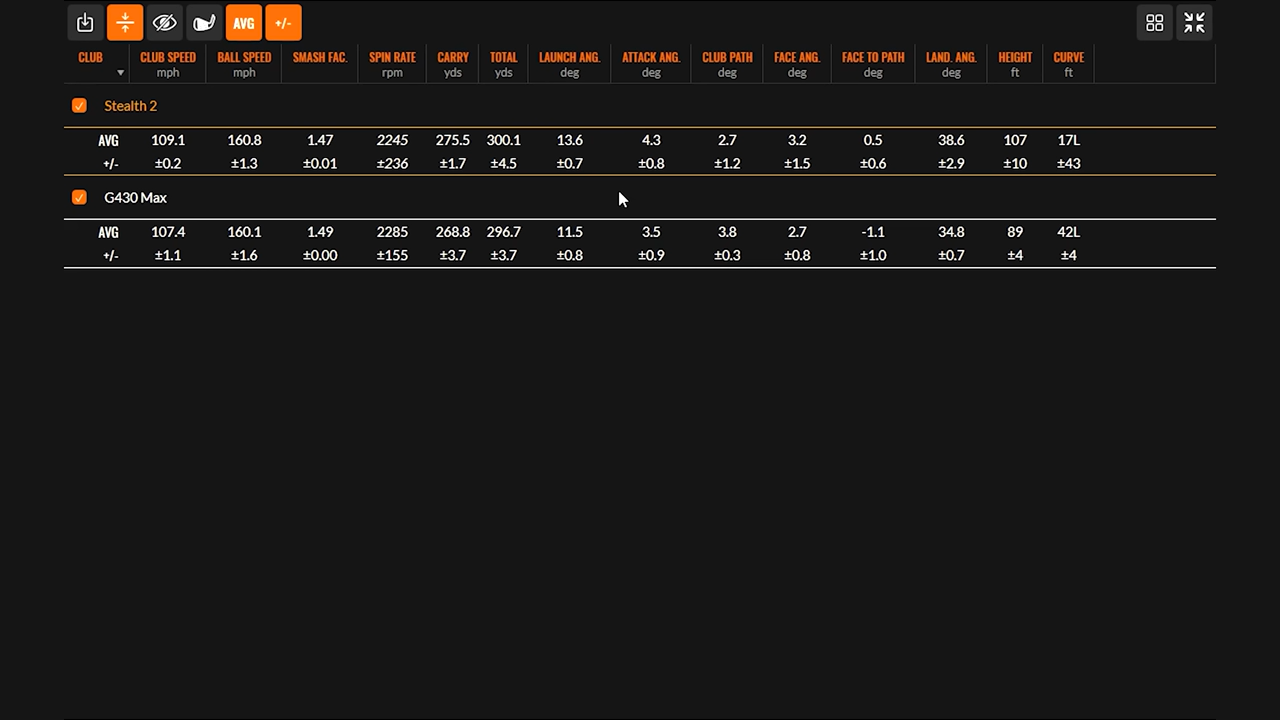 AVG +/-
CLUB CLUB SPEED BALL SPEED SMASH FAC. SPIN RATE CARRY TOTAL LAUNCH ANG. ATTACK ANG. CLUB PATH FACE ANG. FACE TO PATH LAND. ANG. HEIGHT CURVE
mph mph rpm yds yds deg deg deg deg deg deg ft ft
Stealth 2
AVG 109.1 160.8 1.47 2245 275.5 300.1 13.6 4.3 2.7 3.2 0.5 38.6 107 17L
+/- ±0.2 ±1.3 ±0.01 ±236 ±1.7 ±4.5 ±0.7 ±0.8 ±1.2 ±1.5 ±0.6 ±2.9 ±10 ±43
G430 Max
AVG 107.4 160.1 1.49 2285 268.8 296.7 11.5 3.5 3.8 2.7 -1.1 34.8 89 42L
+/- ±1.1 ±1.6 ±0.00 ±155 ±3.7 ±3.7 ±0.8 ±0.9 ±0.3 ±0.8 ±1.0 ±0.7 ±4 ±4